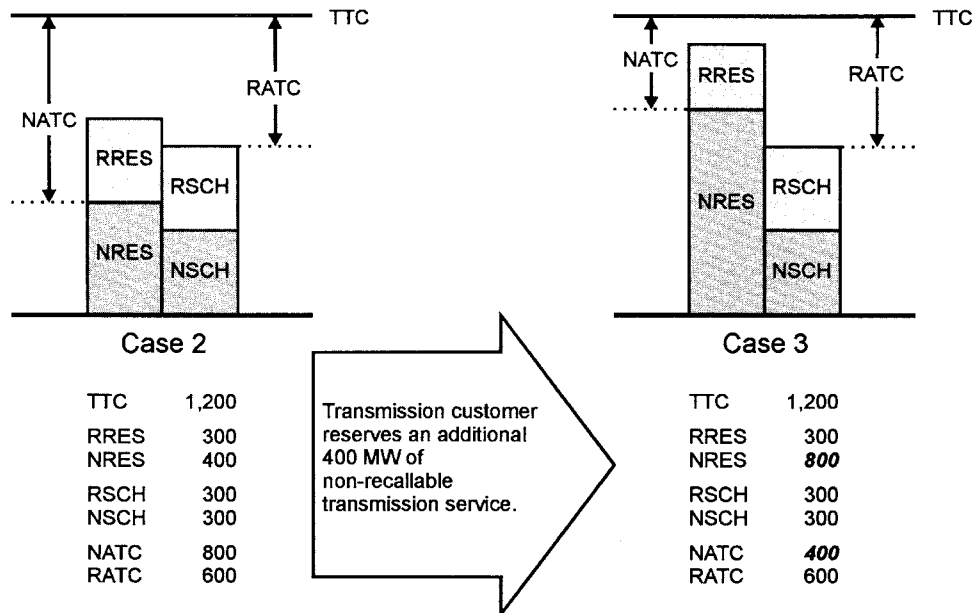 TTC
NATC
RATC
RRES
RSCH
NRES
NSCH
Case 2
TTC 1,200
RRES 300
NRES 400
RSCH 300
NSCH 300
NATC 800
RATC 600
Transmission customer
reserves an additional
400 MW of
non-recallable
transmission service.
TTC
NATC
RRES
RATC
NRES
RSCH
NSCH
Case 3
TTC 1,200
RRES 300
NRES 800
RSCH 300
NSCH 300
NATC 400
RATC 600